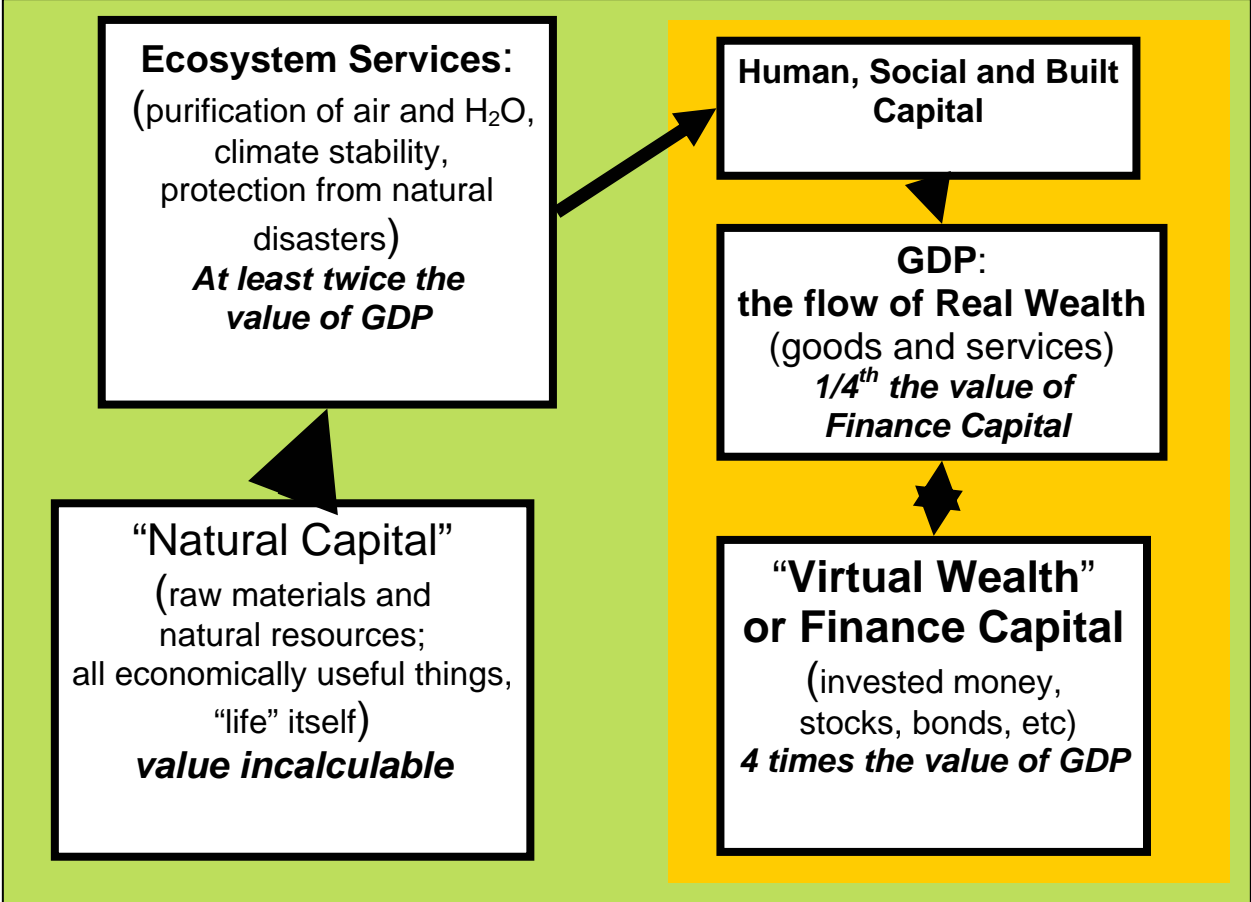 Ecosystem Services:
(purification of air and H₂O,
climate stability,
protection from natural
disasters)
At least twice the
value of GDP
“Natural Capital”
(raw materials and
natural resources;
all economically useful things,
“life” itself)
value incalculable
Human, Social and Built
Capital
GDP:
the flow of Real Wealth
(goods and services)
1/4th the value of
Finance Capital
“Virtual Wealth”
or Finance Capital
(invested money,
stocks, bonds, etc)
4 times the value of GDP